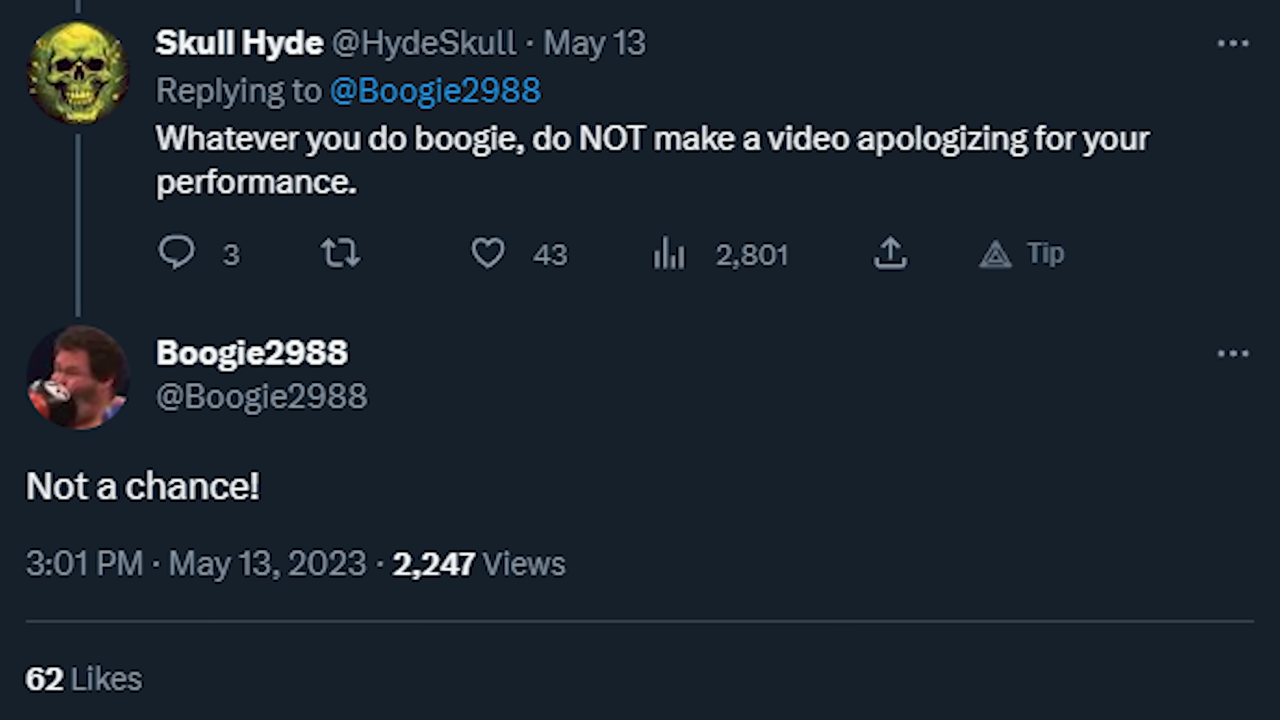 Skull Hyde @HydeSkull · May 13
Replying to @Boogie2988
Whatever you do boogie, do NOT make a video apologizing for your
performance.
3 43 2,801 Tip
Boogie2988
@Boogie2988
Not a chance!
3:01 PM · May 13, 2023 · 2,247 Views
62 Likes